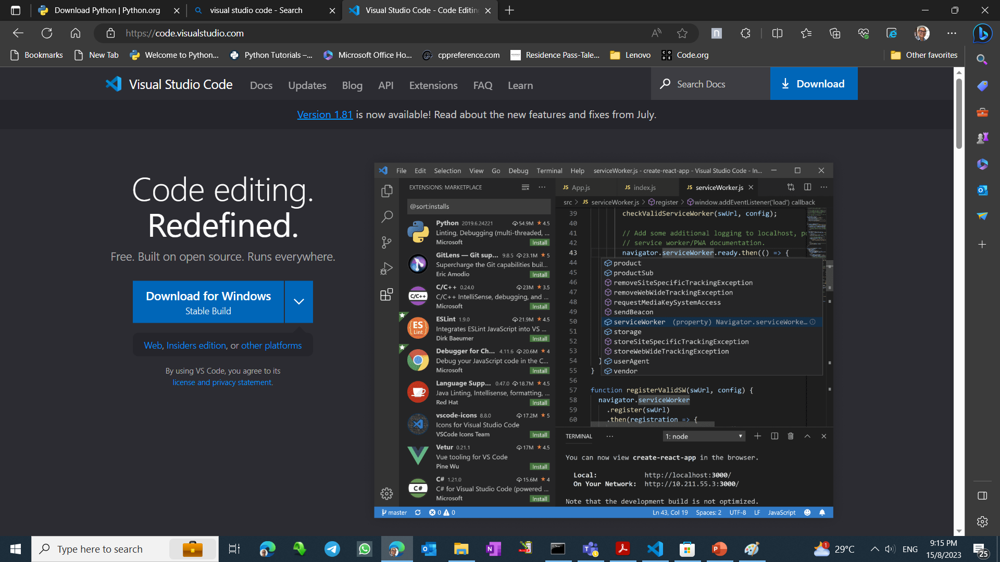 Download Python | Python.org
visual studio code - Search
Visual Studio Code - Code Editin
https://code.visualstudio.com
Bookmarks
New Tab
Welcome to Python...
Python Tutorials –...
Microsoft Office Ho...
cppreference.com
Residence Pass-Tale...
Lenovo
Code.org
Other favorites
Visual Studio Code
Docs
Updates
Blog
API
Extensions
FAQ
Learn
Search Docs
Download
Version 1.81 is now available! Read about the new features and fixes from July.
Code editing.
Redefined.
Free. Built on open source. Runs everywhere.
Download for Windows
Stable Build
Web, Insiders edition, or other platforms
By using VS Code, you agree to its
license and privacy statement.
File Edit Selection View Go Debug Terminal Help serviceWorker.js - create-react-app - Visual Studio Code - In...
EXTENSIONS: MARKETPLACE
@sort:installs
Python 2019.6.24221 54.9M 4.5
Linting, Debugging (multi-threaded, ...
Microsoft Install
GitLens — Git sup... 9.8.5 23.1M 5
Supercharge the Git capabilities buil...
Eric Amodio Install
C/C++ 0.24.0 23M 3.5
C/C++
C/C++ IntelliSense, debugging, and ...
Microsoft Install
ESLint 1.9.0 21.9M 4.5
ES
Lint
Integrates ESLint JavaScript into VS ...
Dirk Baeumer Install
Debugger for Ch... 4.11.6 20.6M 4
Debug your JavaScript code in the C...
Microsoft Install
Language Supp... 0.47.0 18.7M 4.5
Java Linting, Intellisense, formatting, ...
Red Hat Install
vscode-icons 8.8.0 17.2M 5
Icons for Visual Studio Code
VSCode Icons Team Install
Vetur 0.21.1 17M 4.5
Vue tooling for VS Code
Pine Wu Install
C# 1.21.0 15.6M 4
C#
C# for Visual Studio Code (powered ...
Microsoft Install
JS App.js
JS index.js
JS serviceWorker.js
src > JS serviceWorker.js > register > window.addEventListener('load') callback
39 checkValidServiceWorker(swUrl, config);
40
41 // Add some additional logging to localhost, po
42 // service worker/PWA documentation.
43 navigator.serviceWorker.ready.then(() => {
44 product
45 productSub
46 removeSiteSpecificTrackingException
47 removeWebWideTrackingException
48 requestMediaKeySystemAccess
49 sendBeacon
50 serviceWorker (property) Navigator.serviceWorke...
51 storage
52 storeSiteSpecificTrackingException
53 storeWebWideTrackingException
54 } userAgent
55 } vendor
56
57 function registerValidSW(swUrl, config) {
58 navigator.serviceWorker
59 .register(swUrl)
60 .then(registration => {
TERMINAL ... 1: node
You can now view create-react-app in the browser.
Local: http://localhost:3000/
On Your Network: http://10.211.55.3:3000/
Note that the development build is not optimized.
master 0 0 Ln 43, Col 19 Spaces: 2 UTF-8 LF JavaScript
Type here to search
1
29°C
ENG
9:15 PM
15/8/2023
25